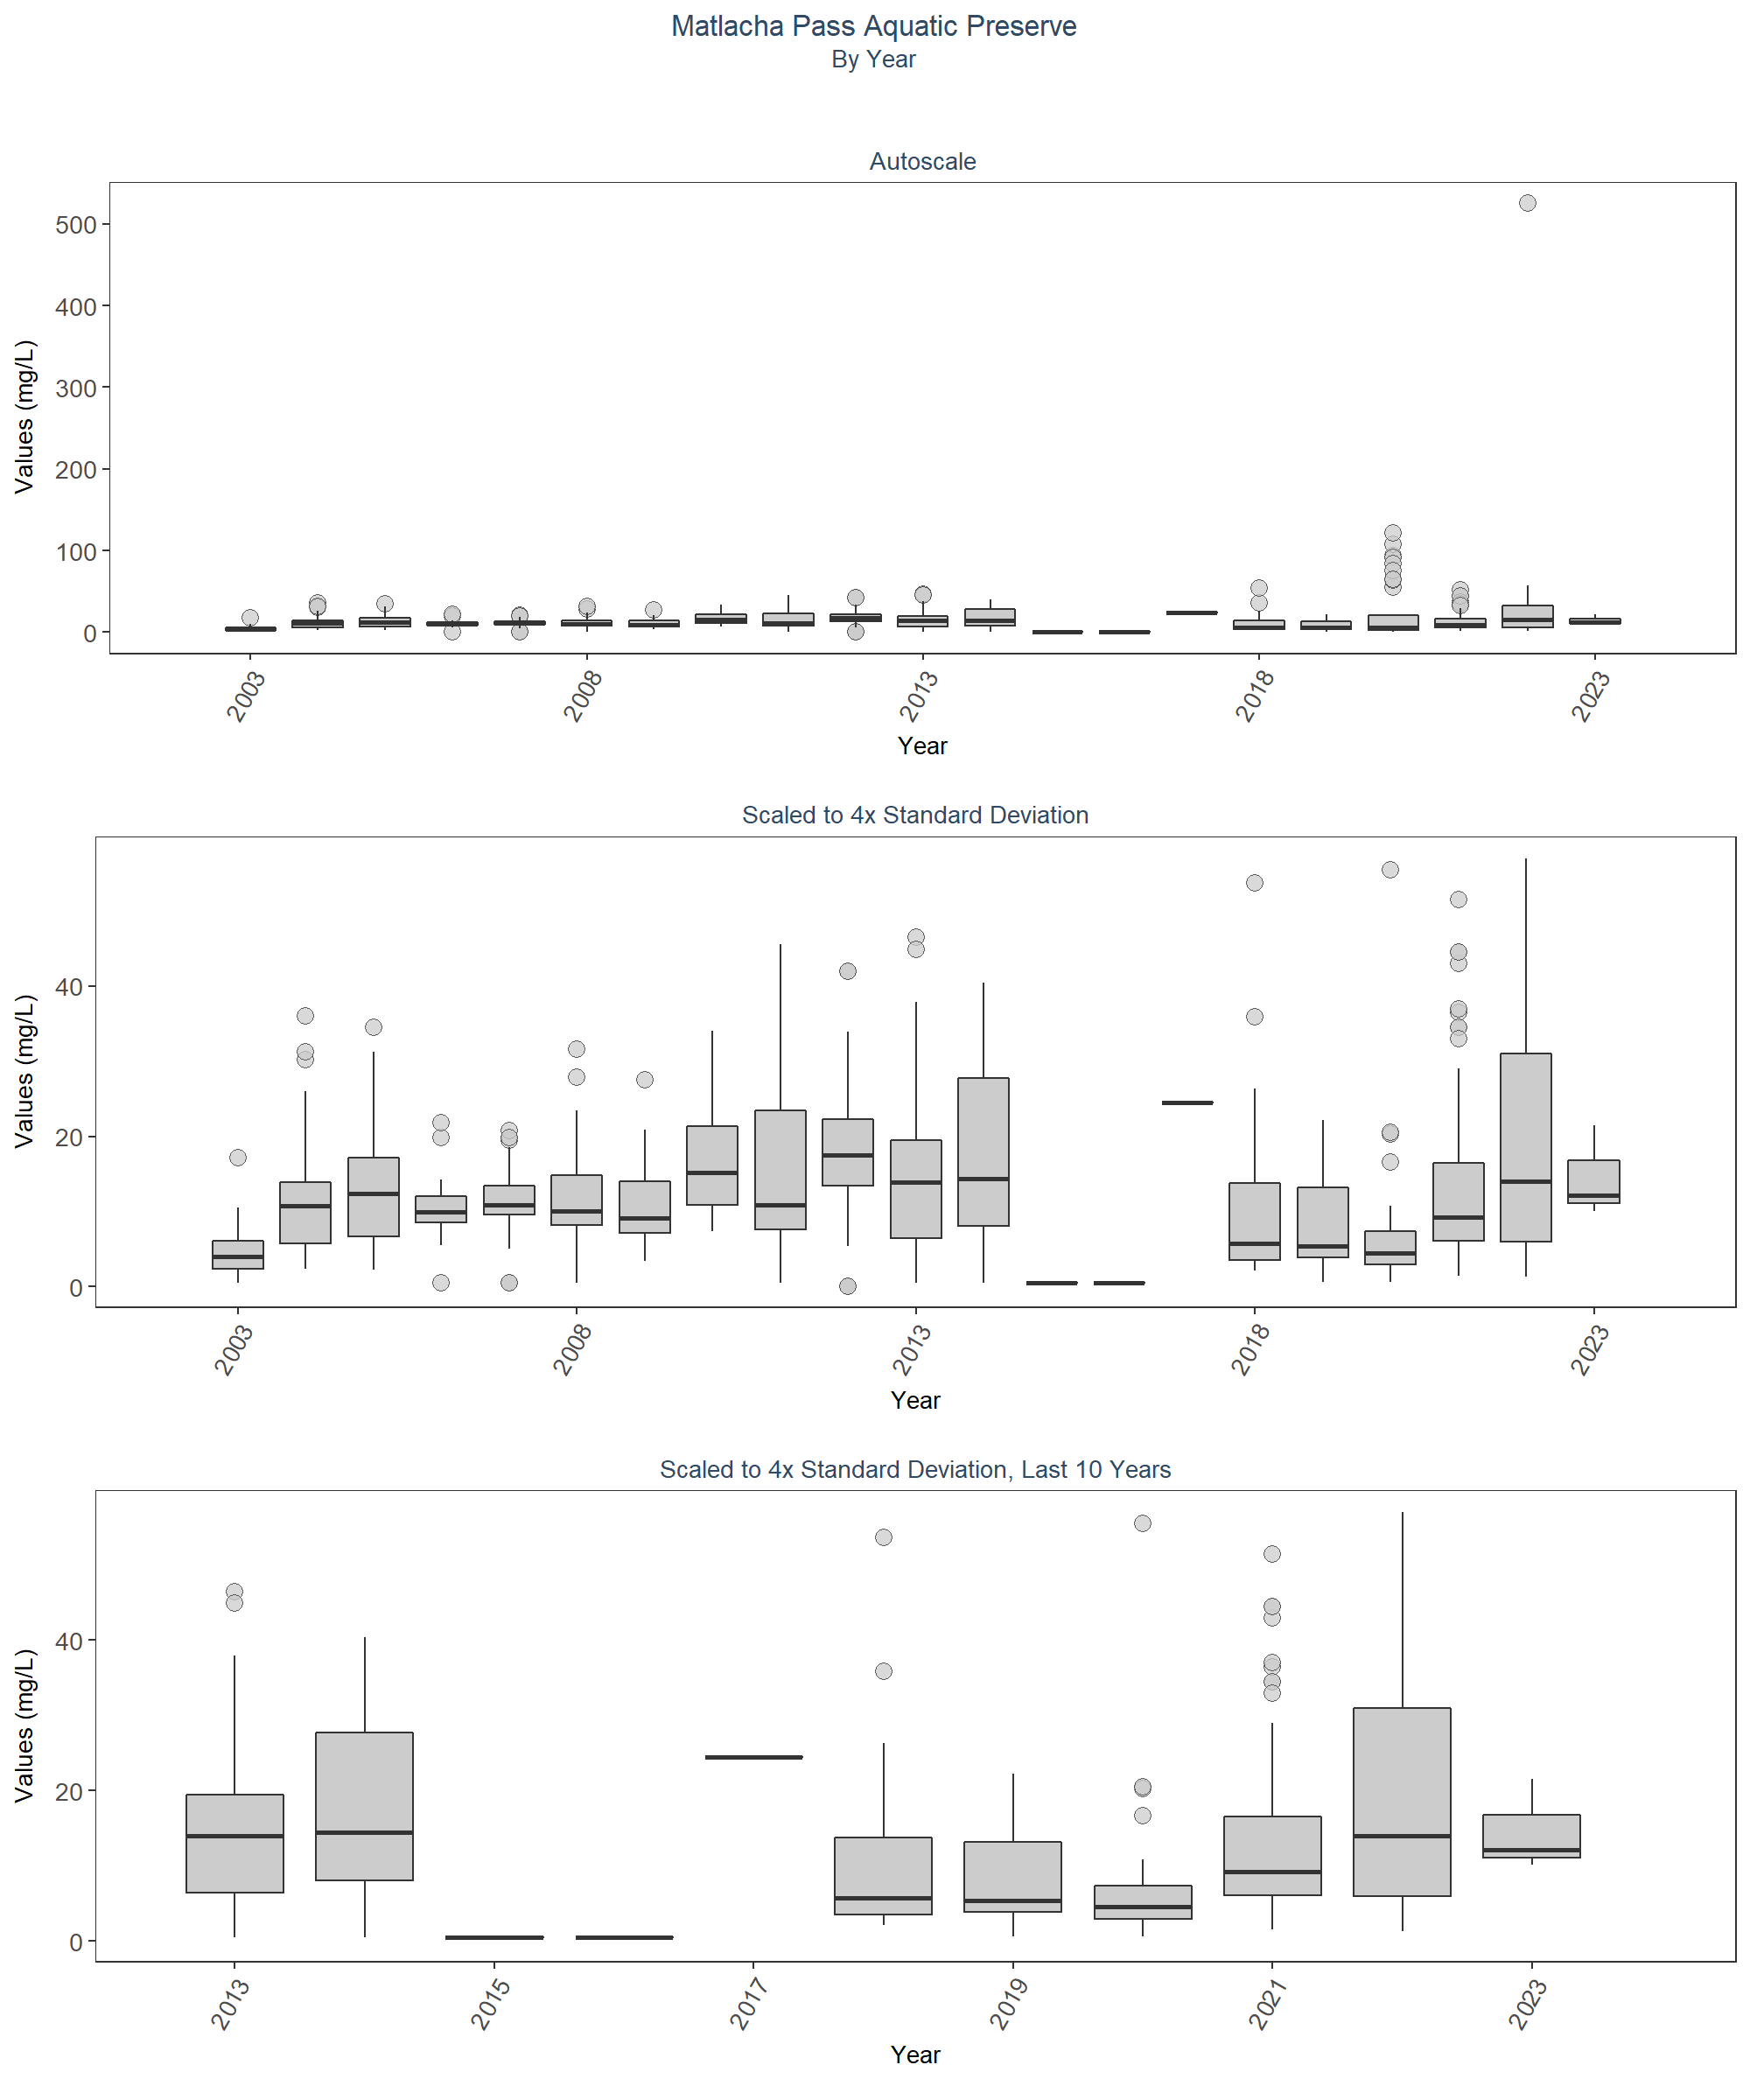 Matlacha Pass Aquatic Preserve
By Year
Autoscale
Values (mg/L)
500
400
300
200
100
0
2003
2008
2013
2018
2023
Year
Scaled to 4x Standard Deviation
Values (mg/L)
40
20
0
2003
2008
2013
2018
2023
Year
Scaled to 4x Standard Deviation, Last 10 Years
Values (mg/L)
40
20
0
2013
2015
2017
2019
2021
2023
Year